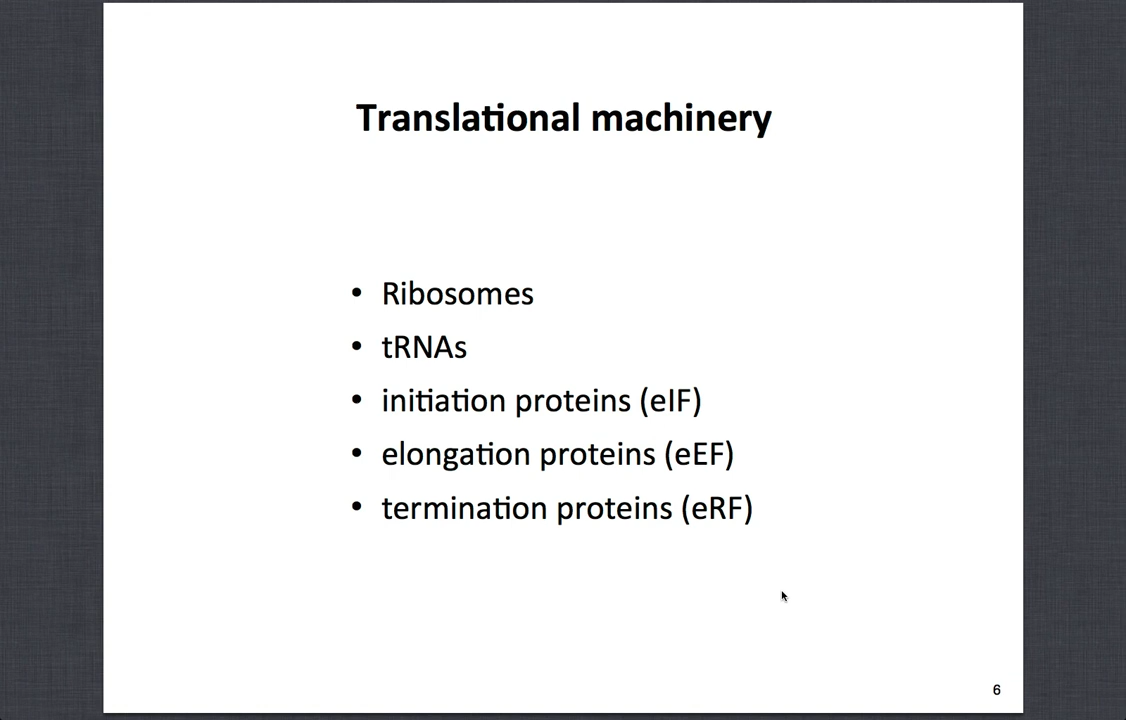 Translational machinery
• Ribosomes
• tRNAs
• initiation proteins (eIF)
• elongation proteins (eEF)
• termination proteins (eRF)
6